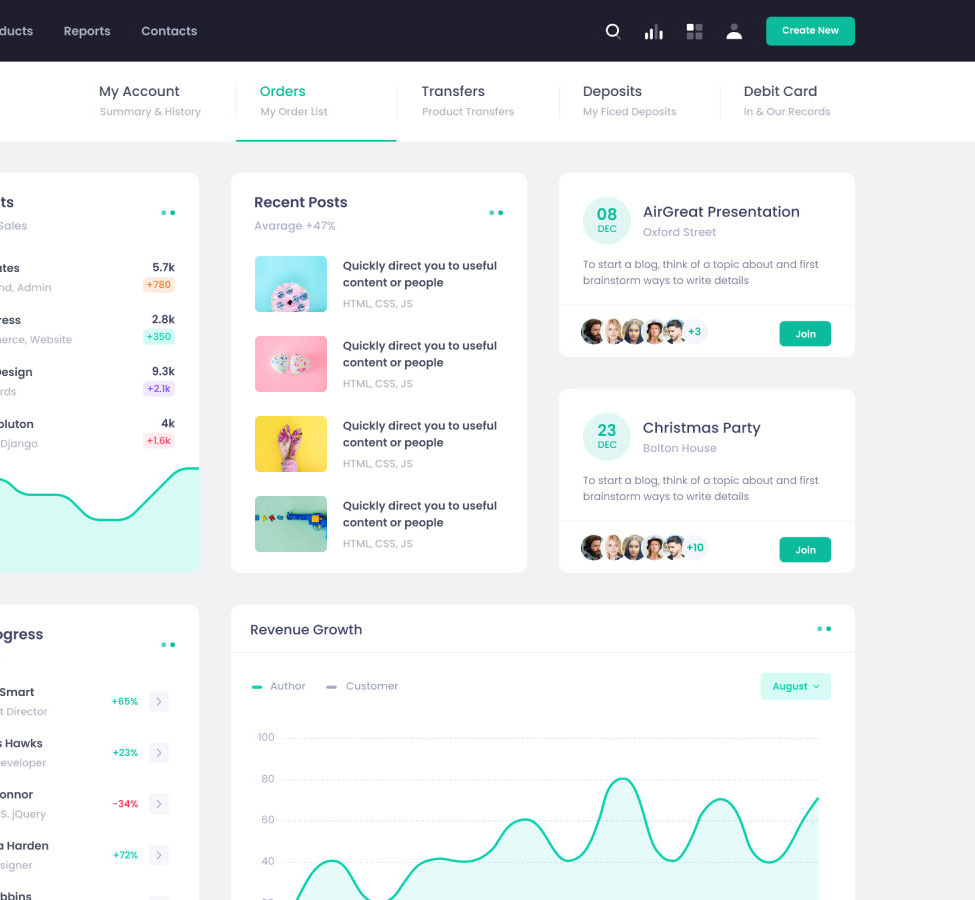 ducts Reports Contacts Create New
My Account
Summary & History
Orders
My Order List
Transfers
Product Transfers
Deposits
My Ficed Deposits
Debit Card
In & Our Records
ts
Sales
ates 5.7k
nd, Admin +780
ress 2.8k
merce, Website +350
Design 9.3k
rds +2.1k
oluton 4k
Django +1.6k
Recent Posts
Avarage +47%
Quickly direct you to useful
content or people
HTML, CSS, JS
Quickly direct you to useful
content or people
HTML, CSS, JS
Quickly direct you to useful
content or people
HTML, CSS, JS
Quickly direct you to useful
content or people
HTML, CSS, JS
08
DEC
AirGreat Presentation
Oxford Street
To start a blog, think of a topic about and first
brainstorm ways to write details
+3 Join
23
DEC
Christmas Party
Bolton House
To start a blog, think of a topic about and first
brainstorm ways to write details
+10 Join
ogress
Smart
t Director
+65%
s Hawks
eveloper
+23%
onnor
S, jQuery
-34%
a Harden
signer
+72%
bbins
Revenue Growth
Author Customer August
100
80
60
40